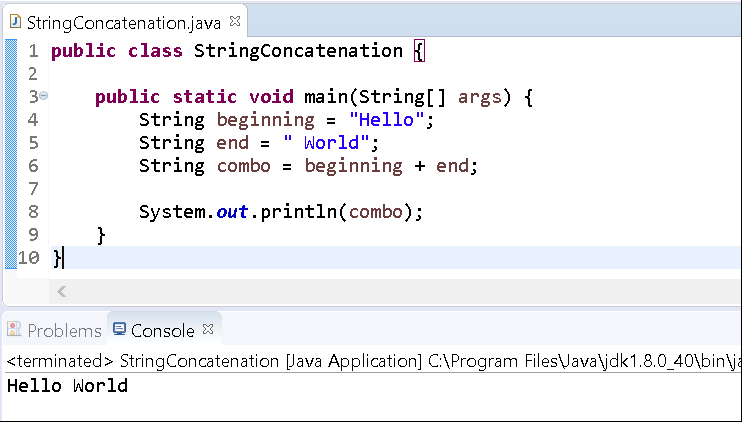 StringConcatenation.java
1 public class StringConcatenation {
2
3 public static void main(String[] args) {
4 String beginning = "Hello";
5 String end = " World";
6 String combo = beginning + end;
7
8 System.out.println(combo);
9 }
10 }
Problems Console
<terminated> StringConcatenation [Java Application] C:\Program Files\Java\jdk1.8.0_40\bin\ja
Hello World